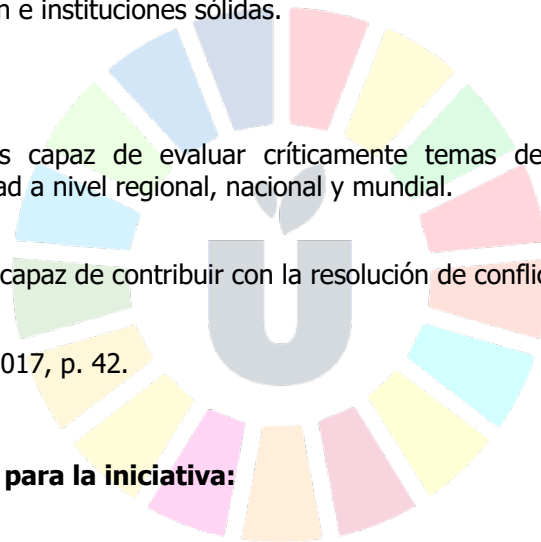 n e instituciones sólidas.
s capaz de evaluar críticamente temas de
ad a nivel regional, nacional y mundial.
capaz de contribuir con la resolución de conflic
017, p. 42.
para la iniciativa: